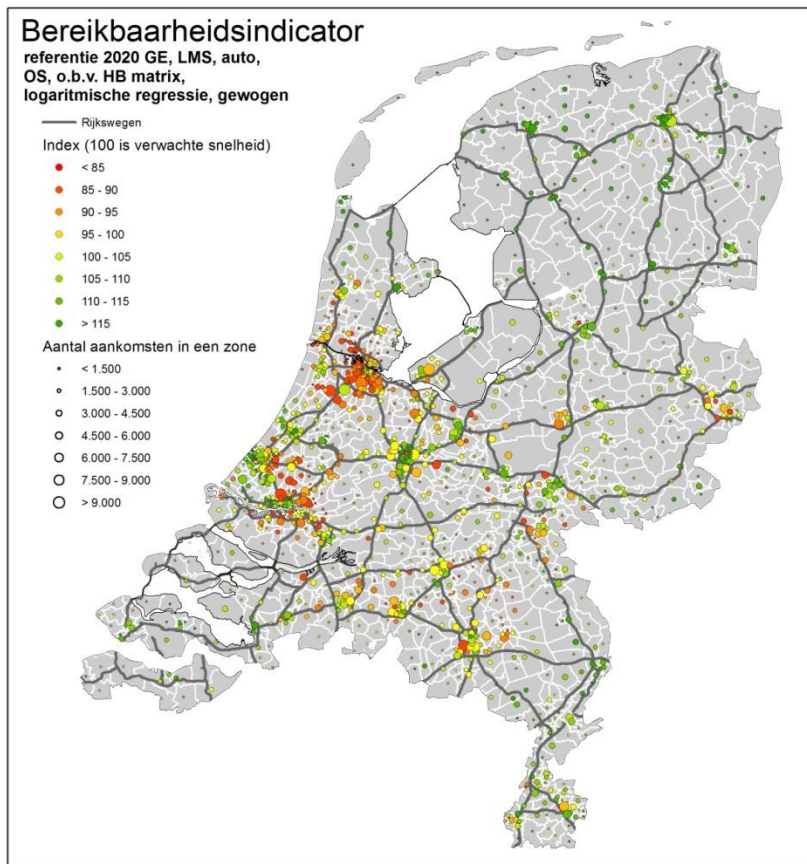 Bereikbaarheidsindicator
referentie 2020 GE, LMS, auto,
OS, o.b.v. HB matrix,
logaritmische regressie, gewogen
Rijkswegen
Index (100 is verwachte snelheid)
< 85
85 - 90
90 - 95
95 - 100
100 - 105
105 - 110
110 - 115
> 115
Aantal aankomsten in een zone
< 1.500
1.500 - 3.000
3.000 - 4.500
4.500 - 6.000
6.000 - 7.500
7.500 - 9.000
> 9.000